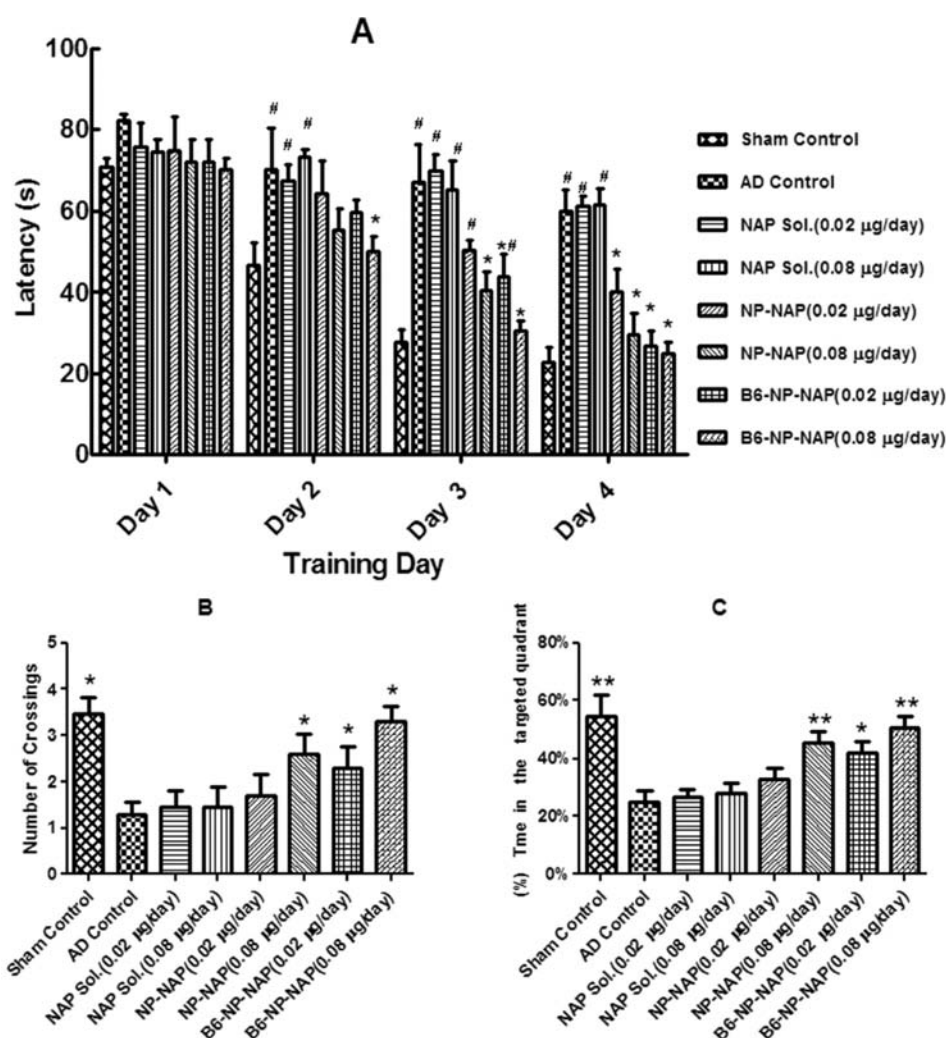 A
100
80
60
40
20
0
Latency (s)
# # # # # # # # # #
* * *# * * * * *
Day 1
Day 2
Day 3
Day 4
Training Day
Sham Control
AD Control
NAP Sol.(0.02 μg/day)
NAP Sol.(0.08 μg/day)
NP-NAP(0.02 μg/day)
NP-NAP(0.08 μg/day)
B6-NP-NAP(0.02 μg/day)
B6-NP-NAP(0.08 μg/day)
B
5
4
3
2
1
0
Number of Crossings
* * * *
Sham Control
AD Control
NAP Sol.(0.02 μg/day)
NAP Sol.(0.08 μg/day)
NP-NAP(0.02 μg/day)
NP-NAP(0.08 μg/day)
B6-NP-NAP(0.02 μg/day)
B6-NP-NAP(0.08 μg/day)
C
80%
60%
40%
20%
0%
(%) Tme in the targeted quadrant
** ** * **
Sham Control
AD Control
NAP Sol.(0.02 μg/day)
NAP Sol.(0.08 μg/day)
NP-NAP(0.02 μg/day)
NP-NAP(0.08 μg/day)
B6-NP-NAP(0.02 μg/day)
B6-NP-NAP(0.08 μg/day)